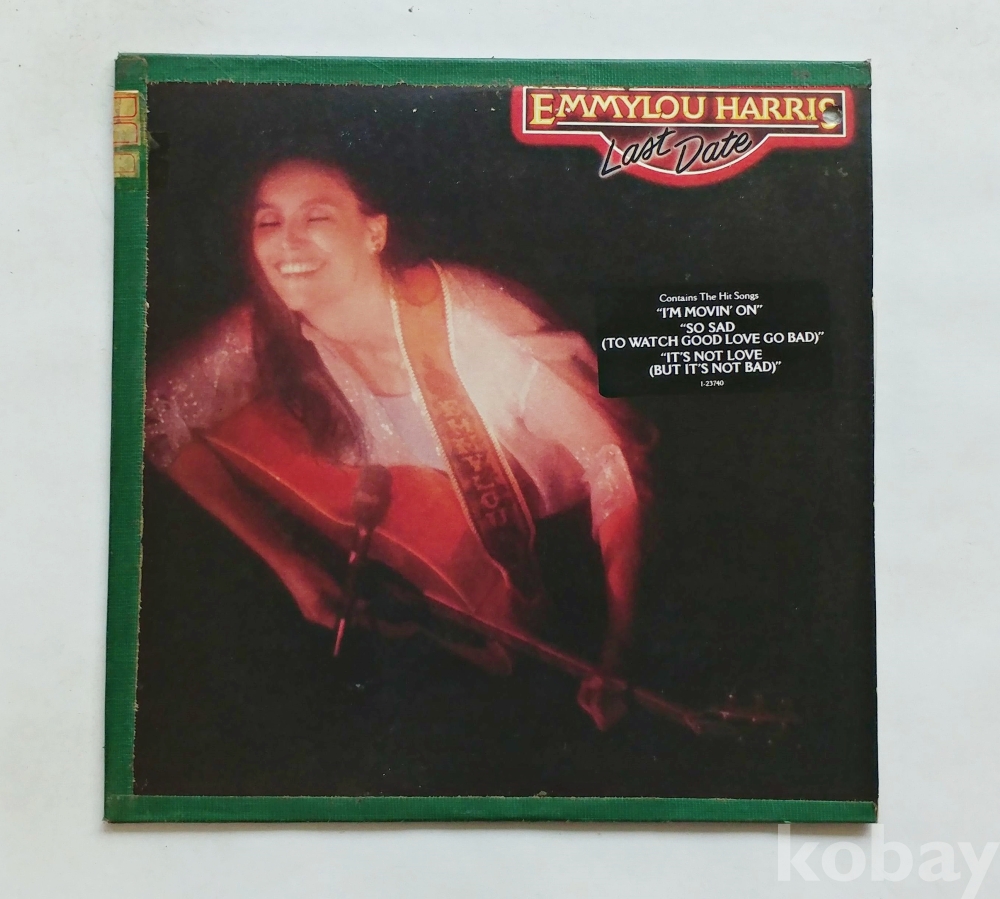 EMMYLOU HARRIS
Last Date
Contains The Hit Songs
"I'M MOVIN' ON"
"SO SAD
(TO WATCH GOOD LOVE GO BAD)"
"IT'S NOT LOVE
(BUT IT'S NOT BAD)"
1-23740
kobay